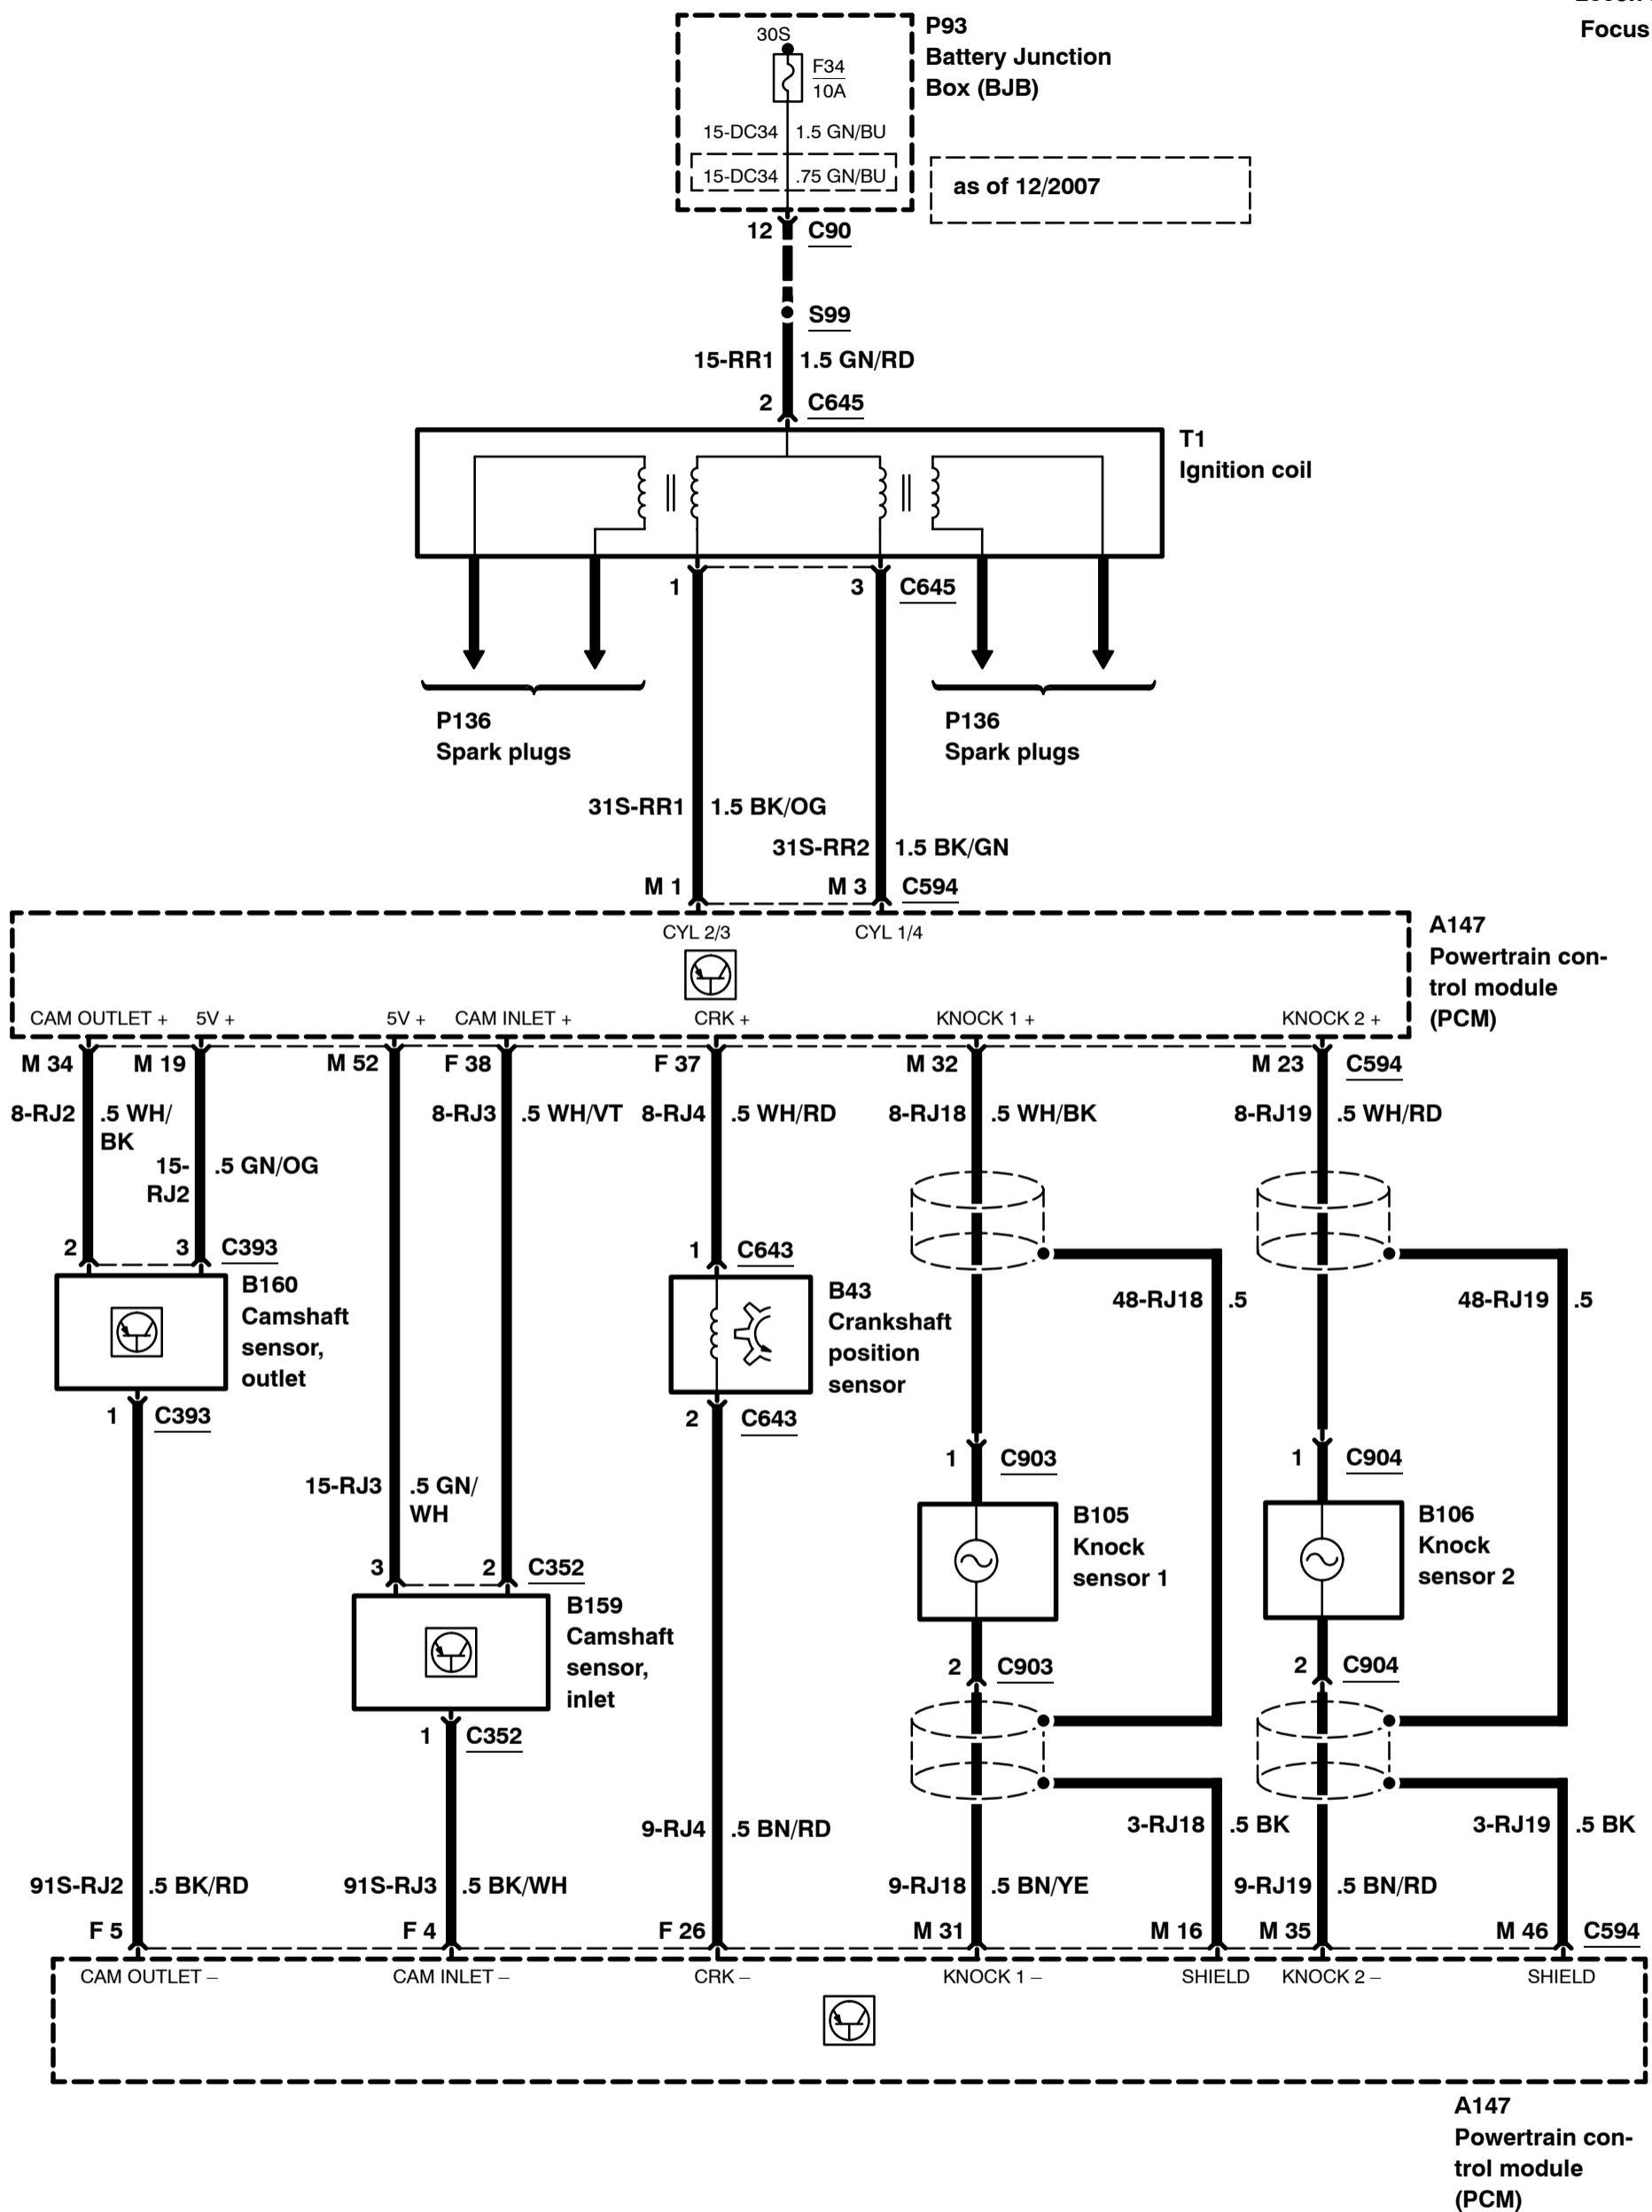 Focus
P93
Battery Junction
Box (BJB)
30S
F34
10A
15-DC34 1.5 GN/BU
15-DC34 .75 GN/BU
as of 12/2007
12 C90
S99
15-RR1 1.5 GN/RD
2 C645
T1
Ignition coil
1 3 C645
P136
Spark plugs
P136
Spark plugs
31S-RR1 1.5 BK/OG
31S-RR2 1.5 BK/GN
M 1 M 3 C594
CYL 2/3 CYL 1/4
A147
Powertrain con-
trol module
(PCM)
CAM OUTLET + 5V + 5V + CAM INLET + CRK + KNOCK 1 + KNOCK 2 +
M 34 M 19 M 52 F 38 F 37 M 32 M 23 C594
8-RJ2 .5 WH/
BK
8-RJ3 .5 WH/VT 8-RJ4 .5 WH/RD 8-RJ18 .5 WH/BK 8-RJ19 .5 WH/RD
15-
RJ2
.5 GN/OG
2 3 C393
B160
Camshaft
sensor,
outlet
1 C643
B43
Crankshaft
position
sensor
48-RJ18 .5
48-RJ19 .5
1 C393
2 C643
1 C903
1 C904
15-RJ3 .5 GN/
WH
B105
Knock
sensor 1
B106
Knock
sensor 2
3 2 C352
B159
Camshaft
sensor,
inlet
2 C903
2 C904
1 C352
9-RJ4 .5 BN/RD
3-RJ18 .5 BK
3-RJ19 .5 BK
91S-RJ2 .5 BK/RD 91S-RJ3 .5 BK/WH 9-RJ18 .5 BN/YE 9-RJ19 .5 BN/RD
F 5 F 4 F 26 M 31 M 16 M 35 M 46 C594
CAM OUTLET – CAM INLET – CRK – KNOCK 1 – SHIELD KNOCK 2 – SHIELD
A147
Powertrain con-
trol module
(PCM)